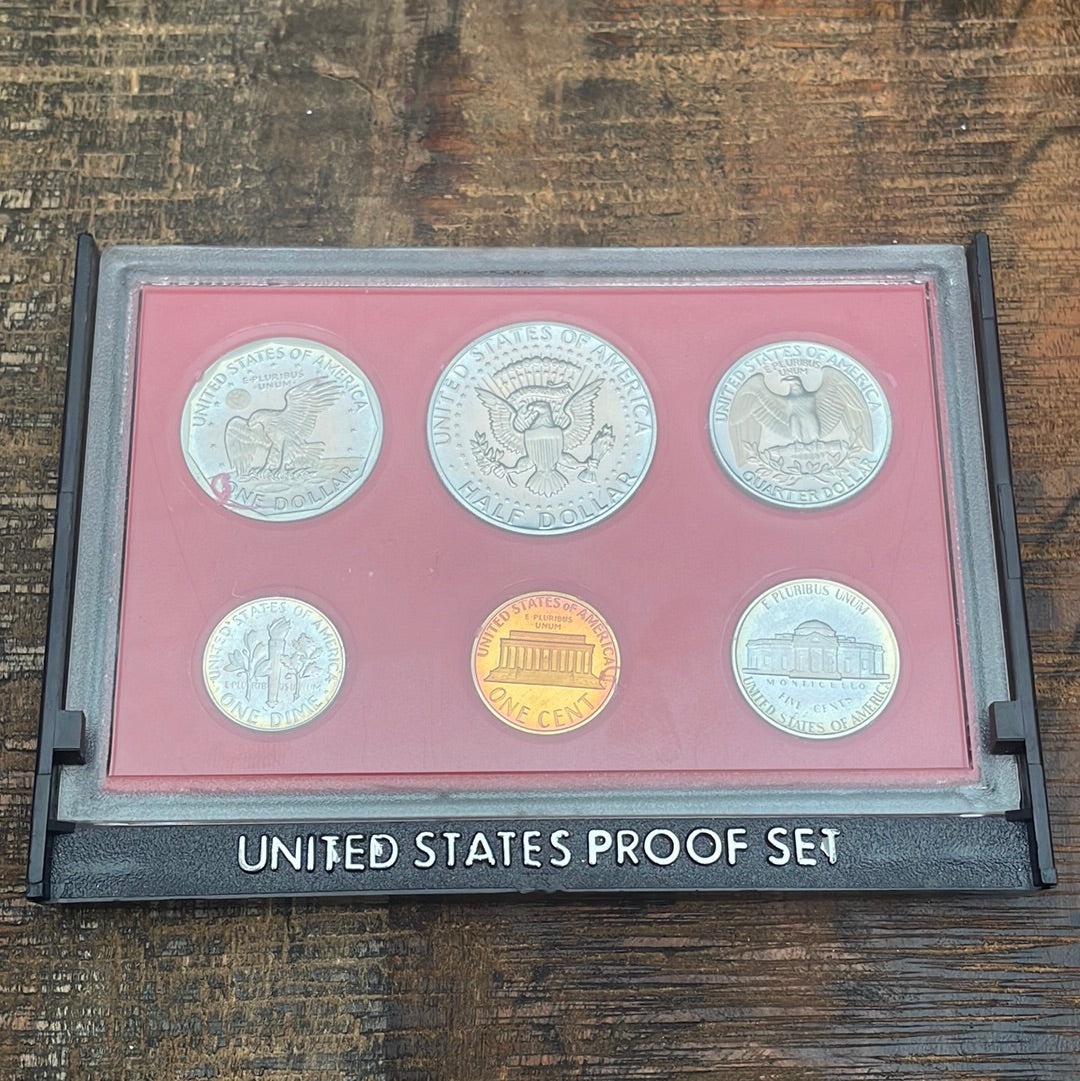 UNITED STATES OF AMERICA
E·PLURIBUS
UNUM
ONE DOLLAR
UNITED STATES OF AMERICA
HALF DOLLAR
UNITED STATES OF AMERICA
E·PLURIBUS
UNUM
QUARTER DOLLAR
UNITED STATES OF AMERICA
E PLURIBUS UNUM
ONE DIME
UNITED STATES OF AMERICA
E PLURIBUS
UNUM
ONE CENT
E PLURIBUS UNUM
MONTICELLO
FIVE CENTS
UNITED STATES OF AMERICA
UNITED STATES PROOF SET